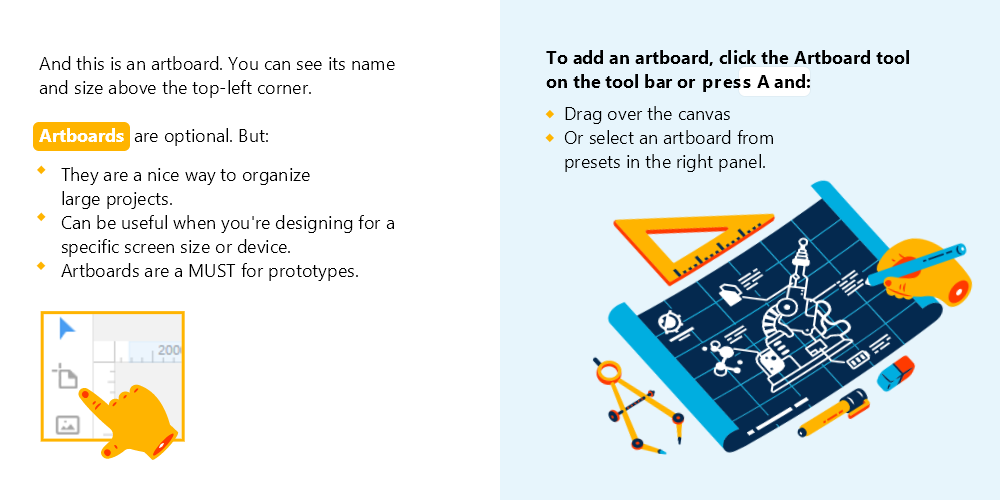 And this is an artboard. You can see its name
and size above the top-left corner.
Artboards are optional. But:
They are a nice way to organize
large projects.
Can be useful when you're designing for a
specific screen size or device.
Artboards are a MUST for prototypes.
200
To add an artboard, click the Artboard tool
on the tool bar or press A and:
Drag over the canvas
Or select an artboard from
presets in the right panel.